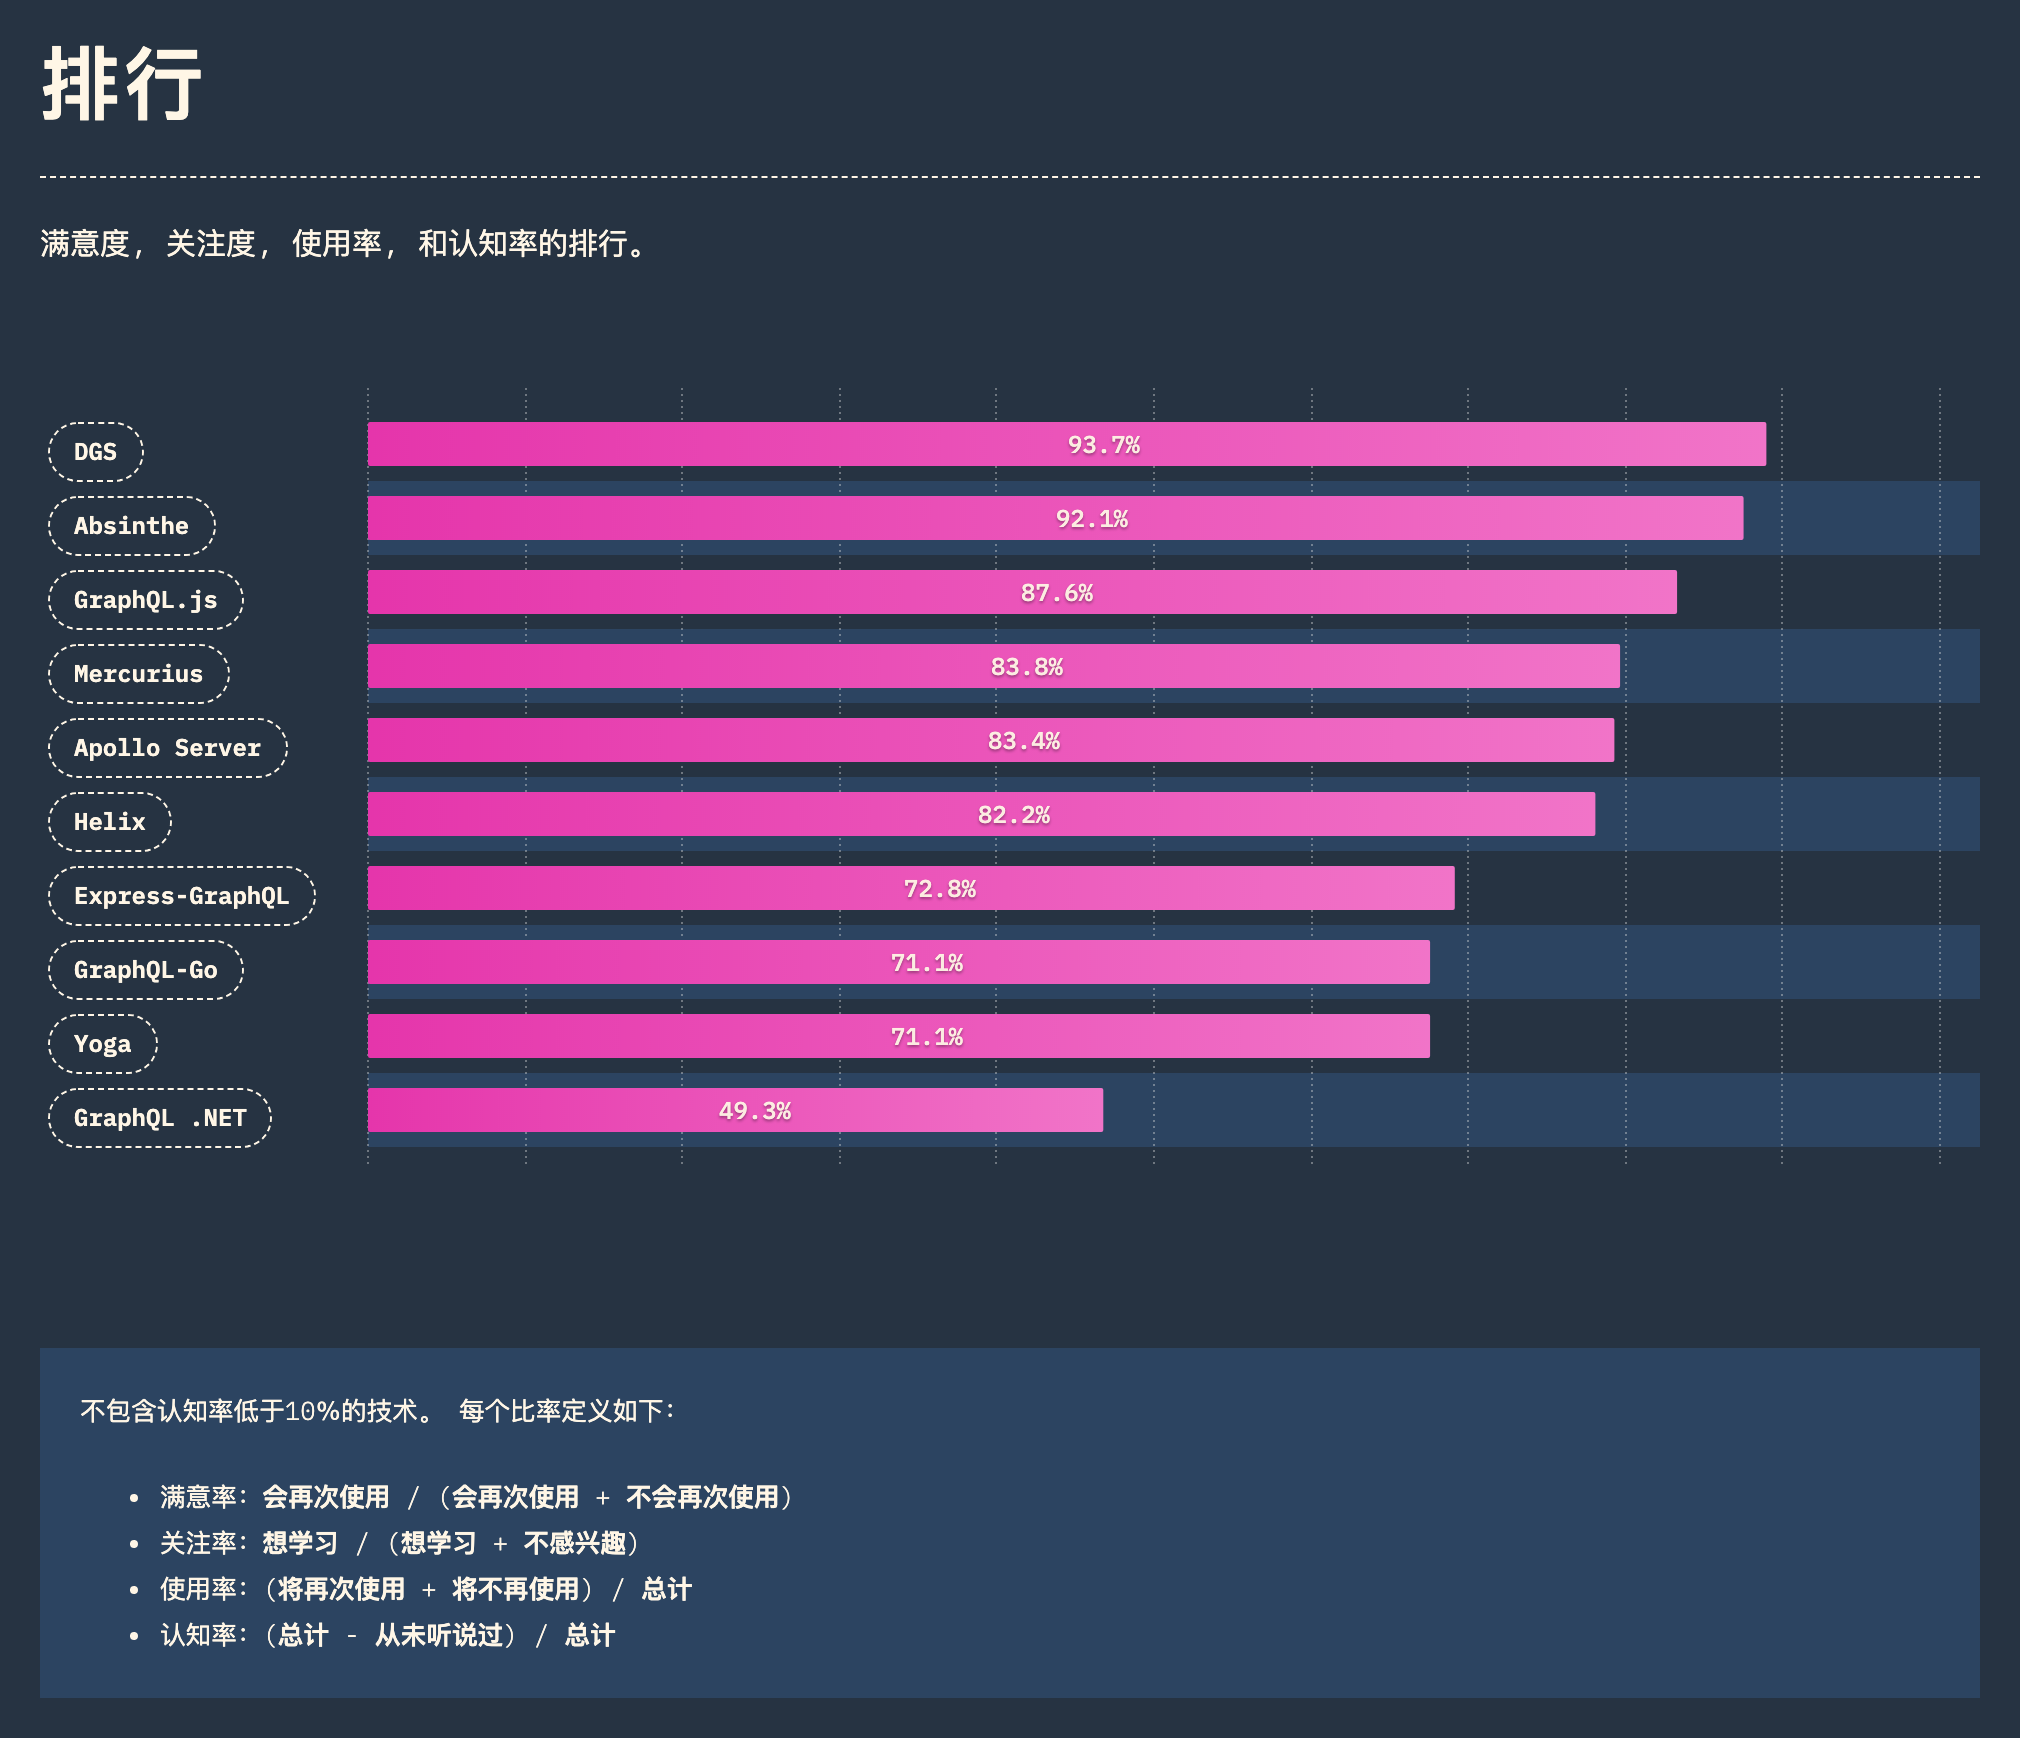 排行
满意度, 关注度, 使用率, 和认知率的排行。
DGS 93.7%
Absinthe 92.1%
GraphQL.js 87.6%
Mercurius 83.8%
Apollo Server 83.4%
Helix 82.2%
Express-GraphQL 72.8%
GraphQL-Go 71.1%
Yoga 71.1%
GraphQL .NET 49.3%
不包含认知率低于10%的技术。 每个比率定义如下:
• 满意率: 会再次使用 / (会再次使用 + 不会再次使用)
• 关注率: 想学习 / (想学习 + 不感兴趣)
• 使用率: (将再次使用 + 将不再使用) / 总计
• 认知率: (总计 - 从未听说过) / 总计